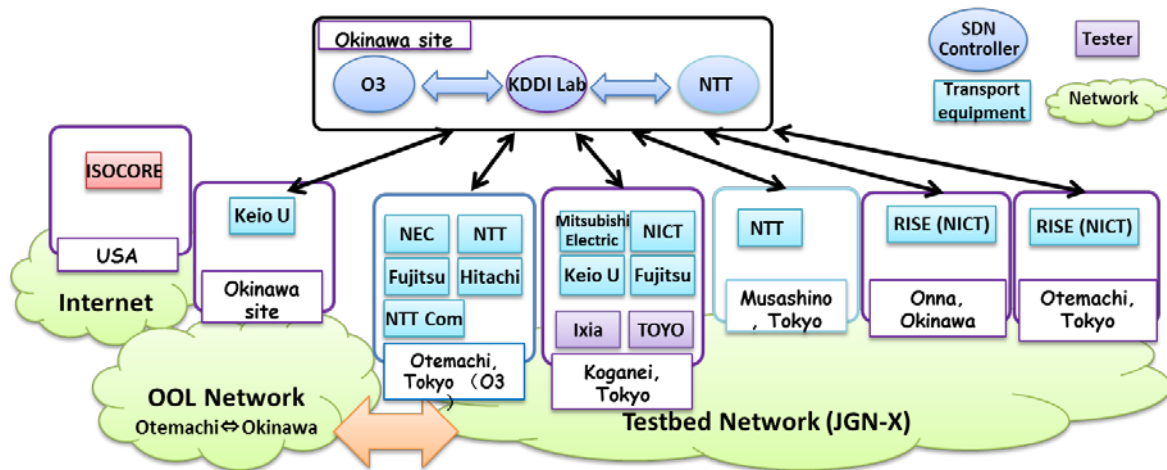 Okinawa site
O3
KDDI Lab
NTT
SDN
Controller
Tester
Transport
equipment
Network
ISOCORE
USA
Internet
Keio U
Okinawa
site
NEC
NTT
Fujitsu
Hitachi
NTT Com
Otemachi,
Tokyo （O3
）
Mitsubishi
Electric
NICT
Keio U
Fujitsu
Ixia
TOYO
Koganei,
Tokyo
NTT
Musashino
, Tokyo
RISE (NICT)
Onna,
Okinawa
RISE (NICT)
Otemachi,
Tokyo
OOL Network
Otemachi⇔Okinawa
Testbed Network (JGN-X)